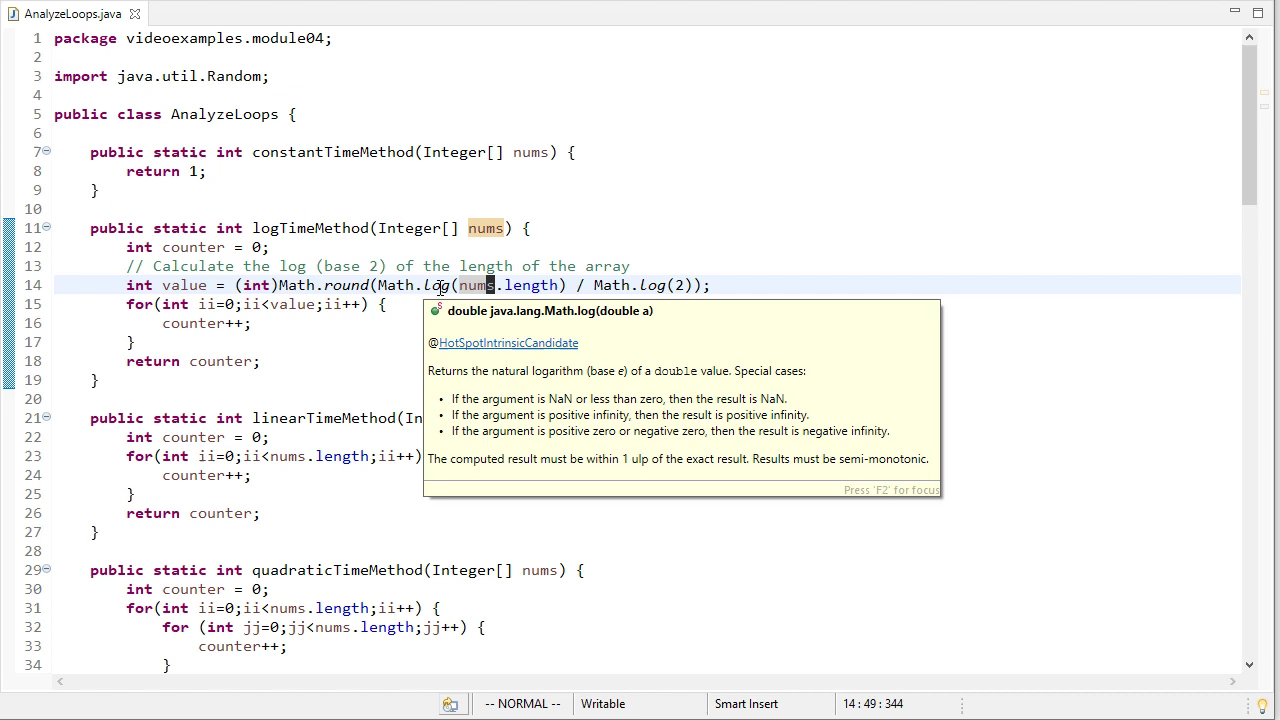 AnalyzeLoops.java
1 package videoexamples.module04;
2
3 import java.util.Random;
4
5 public class AnalyzeLoops {
6
7 public static int constantTimeMethod(Integer[] nums) {
8 return 1;
9 }
10
11 public static int logTimeMethod(Integer[] nums) {
12 int counter = 0;
13 // Calculate the log (base 2) of the length of the array
14 int value = (int)Math.round(Math.log(nums.length) / Math.log(2));
15 for(int ii=0;ii<value;ii++) {
16 counter++;
17 }
18 return counter;
19 }
20
21 public static int linearTimeMethod(In
22 int counter = 0;
23 for(int ii=0;ii<nums.length;ii++)
24 counter++;
25 }
26 return counter;
27 }
28
29 public static int quadraticTimeMethod(Integer[] nums) {
30 int counter = 0;
31 for(int ii=0;ii<nums.length;ii++) {
32 for (int jj=0;jj<nums.length;jj++) {
33 counter++;
34 }
double java.lang.Math.log(double a)
@HotSpotIntrinsicCandidate
Returns the natural logarithm (base e) of a double value. Special cases:
• If the argument is NaN or less than zero, then the result is NaN.
• If the argument is positive infinity, then the result is positive infinity.
• If the argument is positive zero or negative zero, then the result is negative infinity.
The computed result must be within 1 ulp of the exact result. Results must be semi-monotonic.
Press 'F2' for focus
-- NORMAL -- Writable Smart Insert 14 : 49 : 344